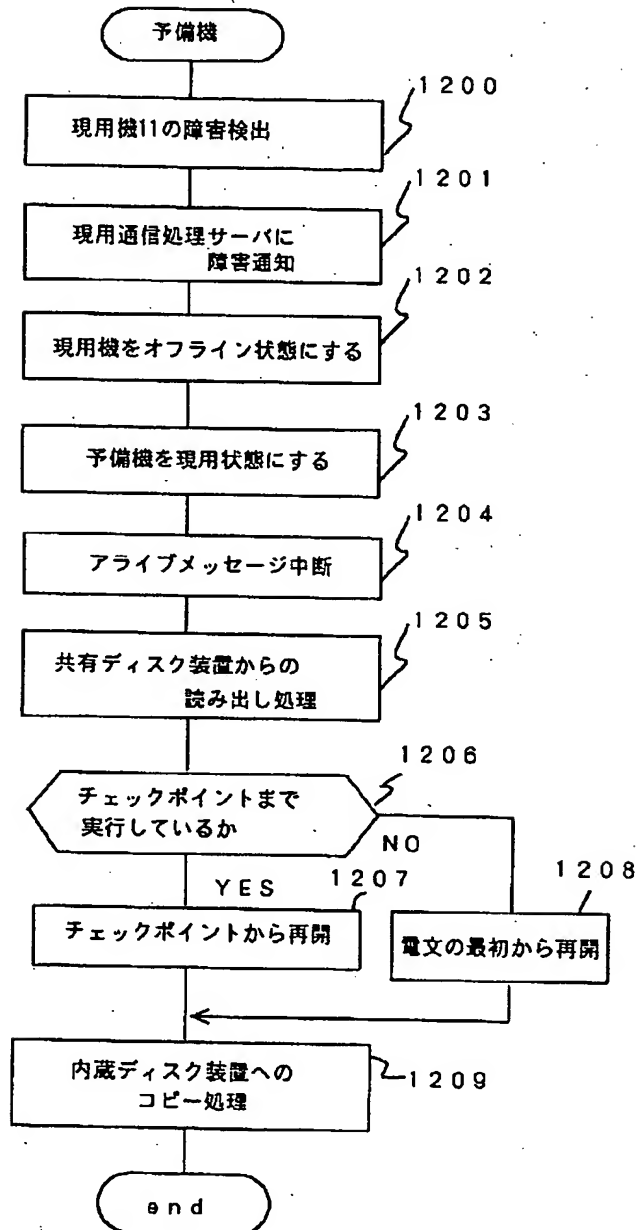 予備機
1200
現用機11の障害検出
1201
現用通信処理サーバに
障害通知
1202
現用機をオフライン状態にする
1203
予備機を現用状態にする
1204
アライブメッセージ中断
1205
共有ディスク装置からの
読み出し処理
1206
チェックポイントまで
実行しているか
NO
YES
1207
1208
チェックポイントから再開
電文の最初から再開
内蔵ディスク装置への
コピー処理
1209
end